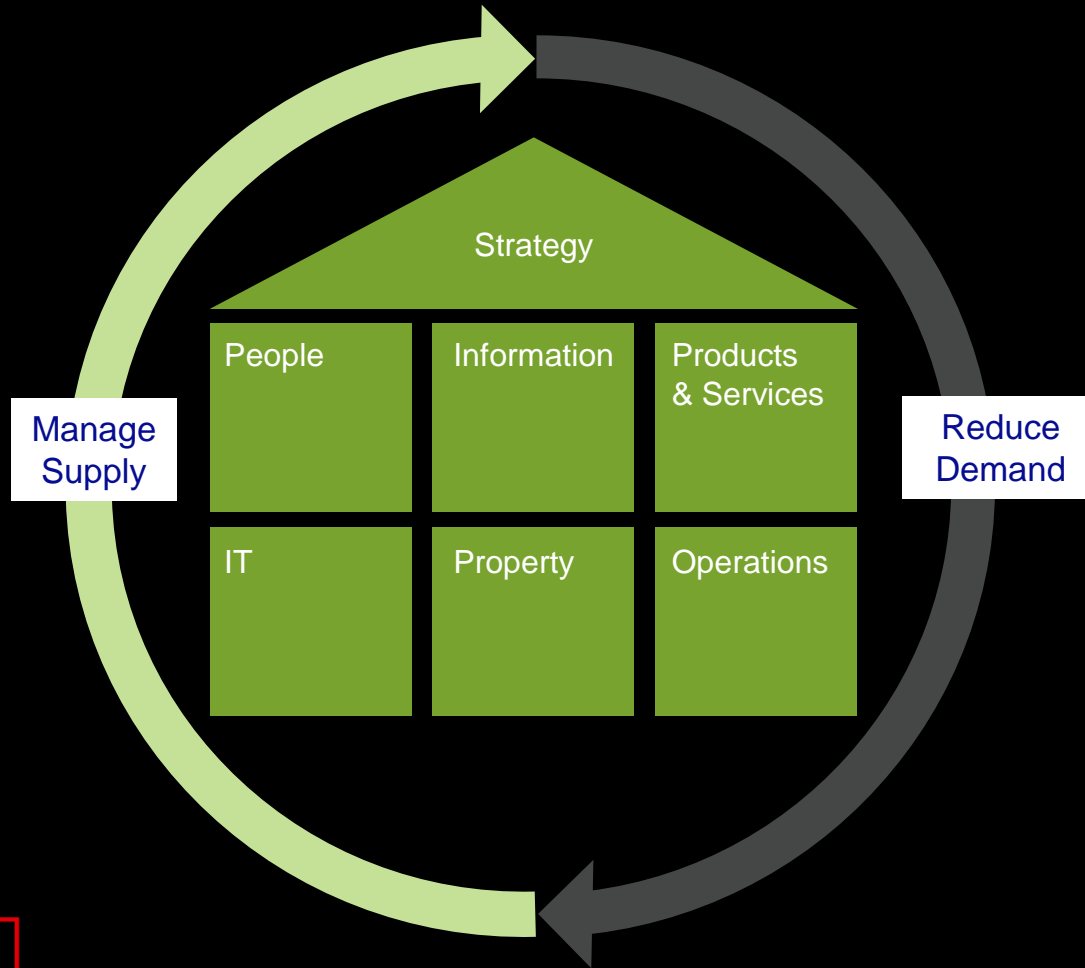 Strategy
People
Information
Products
& Services
Manage
Supply
Reduce
Demand
IT
Property
Operations